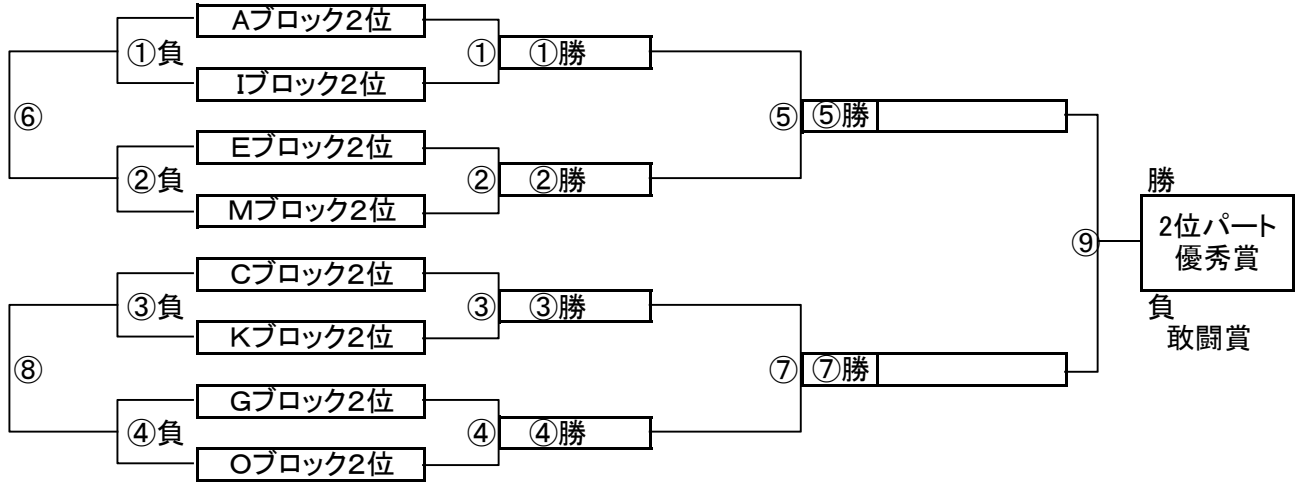 Aブロック2位
①負
①
①勝
Iブロック2位
⑥
⑤
⑤勝
Eブロック2位
②負
②
②勝
Mブロック2位
勝
2位パート
優秀賞
⑨
Cブロック2位
③負
③
③勝
負
敢闘賞
Kブロック2位
⑧
⑦
⑦勝
Gブロック2位
④負
④
④勝
Oブロック2位